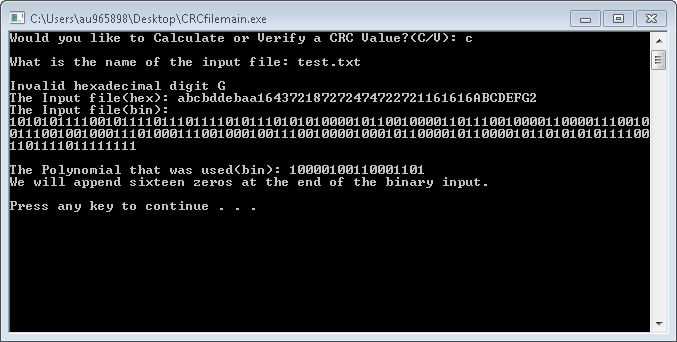 C:\Users\au965898\Desktop\CRCfilemain.exe
Would you like to Calculate or Verify a CRC Value?(C/V): c
What is the name of the input file: test.txt
Invalid hexadecimal digit G
The Input file(hex): abcbddebaa164372187272474722721161616ABCDEFG2
The Input file(bin):
10101011110010111101110111101011101010100001011001000011011100100001100001110010
01110010010001110100011100100010011100100001000101100001011000010110101010111100
1101111011111111
The Polynomial that was used(bin): 10000100110001101
We will append sixteen zeros at the end of the binary input.
Press any key to continue . . .